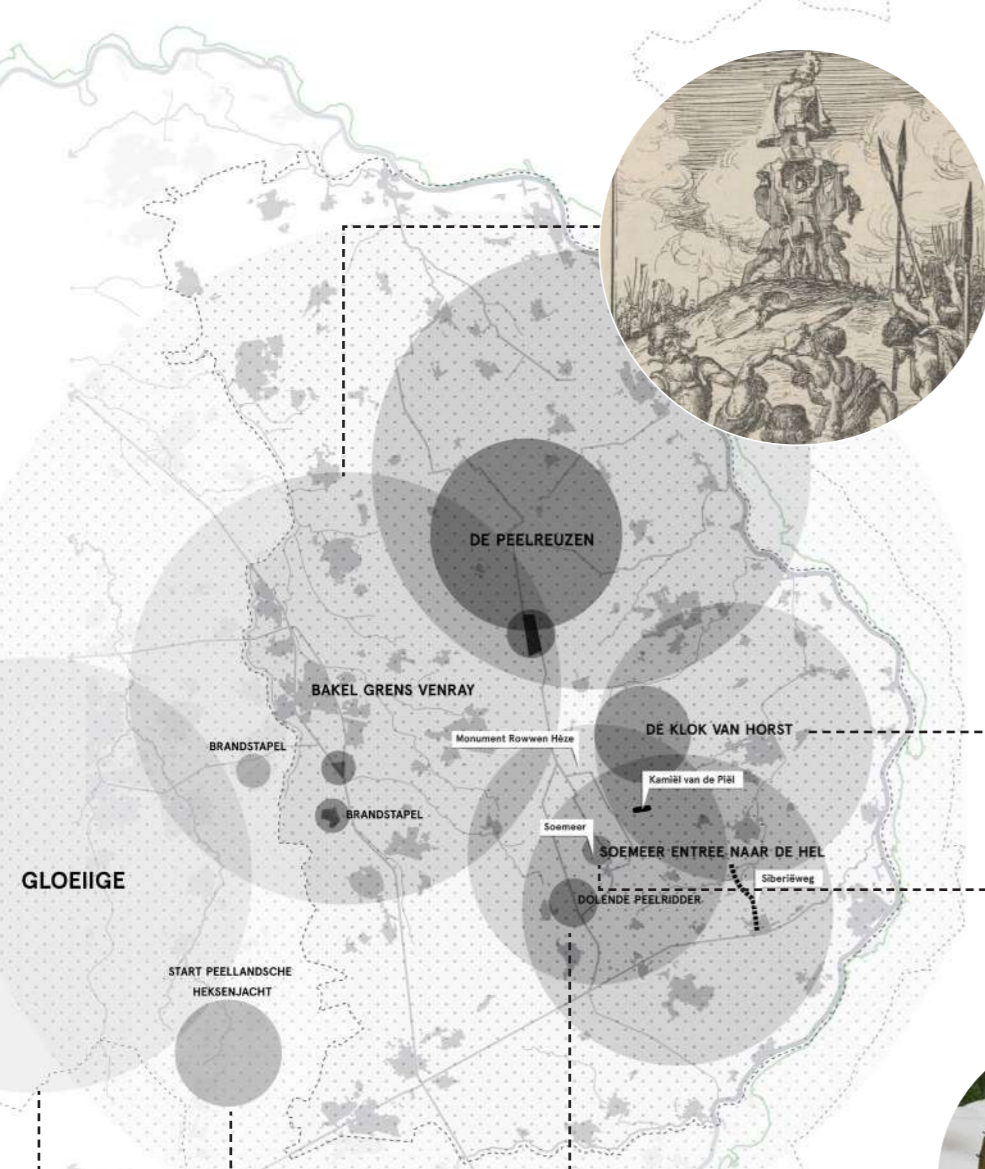 DE PEELREUZEN
BAKEL GRENS VENRAY
DE KLOK VAN HORST
Monument Rowwen Hèze
BRANDSTAPEL
Kamiël van de Piël
BRANDSTAPEL
Soemeer
SOEMEER ENTREE NAAR DE HEL
GLOEIIGE
Siberiëweg
DOLENDE PEELRIDDER
START PEELLANDSCHE
HEKSENJACHT